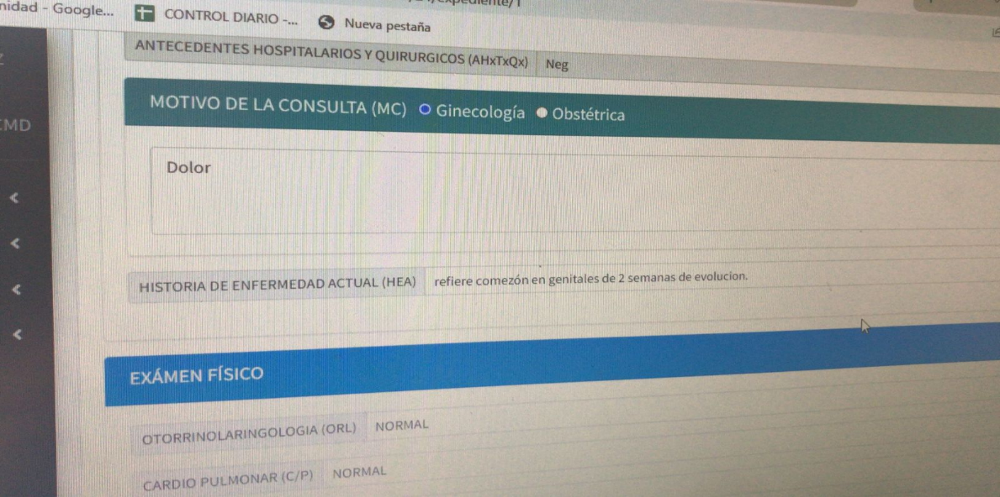 nidad - Google...
CONTROL DIARIO -...
Nueva pestaña
ANTECEDENTES HOSPITALARIOS Y QUIRURGICOS (AHxTxQx) Neg
MOTIVO DE LA CONSULTA (MC) Ginecología Obstétrica
MD
Dolor
HISTORIA DE ENFERMEDAD ACTUAL (HEA) refiere comezón en genitales de 2 semanas de evolucion.
EXÁMEN FÍSICO
OTORRINOLARINGOLOGIA (ORL) NORMAL
CARDIO PULMONAR (C/P) NORMAL